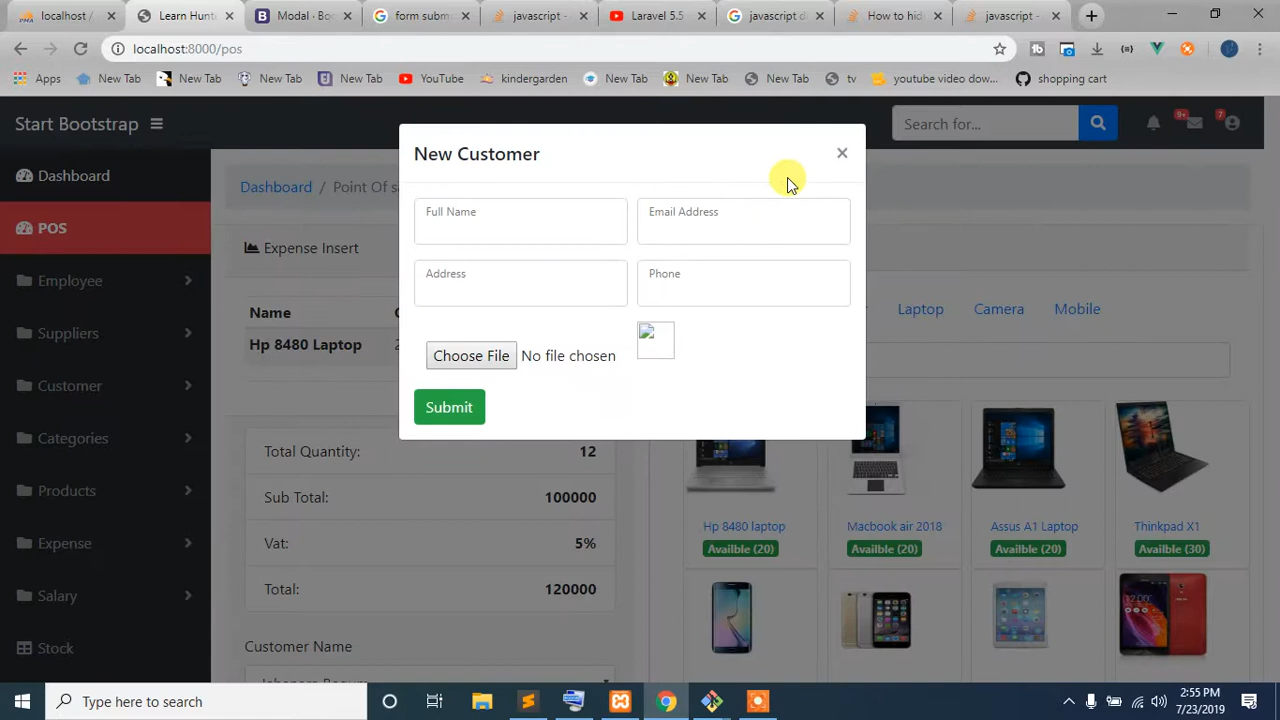 localhost /
Learn Hunt
Modal · Boo
form subm
javascript -
Laravel 5.5
javascript d
How to hid
javascript -
localhost:8000/pos
Apps
New Tab
New Tab
New Tab
New Tab
YouTube
kindergarden
New Tab
New Tab
New Tab
tv
youtube video dow...
shopping cart
Start Bootstrap
Search for...
9+
7
Dashboard
POS
Employee
Suppliers
Customer
Categories
Products
Expense
Salary
Stock
Dashboard / Point Of s
Expense Insert
Name
Hp 8480 Laptop
Total Quantity: 12
Sub Total: 100000
Vat: 5%
Total: 120000
Customer Name
New Customer
×
Full Name
Email Address
Address
Phone
Choose File No file chosen
Submit
Laptop
Camera
Mobile
Hp 8480 laptop
Macbook air 2018
Assus A1 Laptop
Thinkpad X1
Availble (20)
Availble (20)
Availble (20)
Availble (30)
Type here to search
2:55 PM
7/23/2019